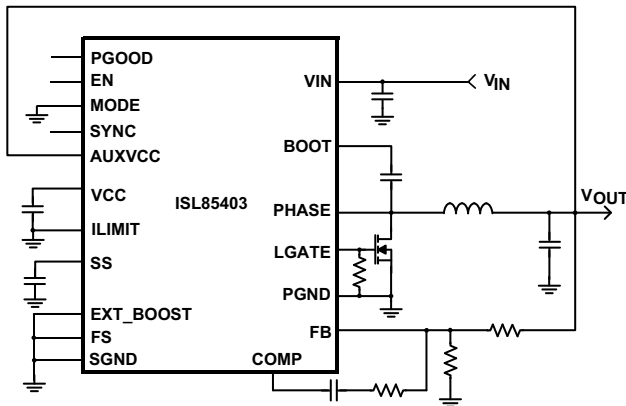 PGOOD
EN
MODE
SYNC
AUXVCC
VCC
ILIMIT
SS
EXT_BOOST
FS
SGND
ISL85403
VIN
BOOT
PHASE
LGATE
PGND
FB
COMP
VIN
VOUT